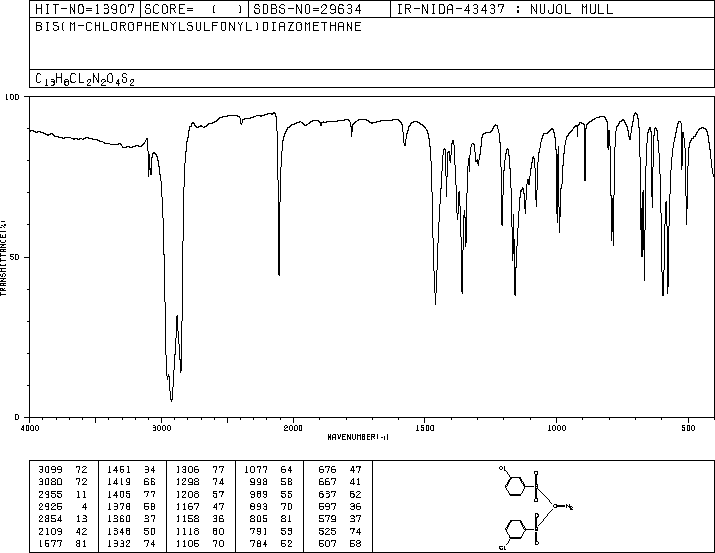 HIT-NO=13907 SCORE= ( ) SDBS-NO=29634 IR-NIDA-43437 : NUJOL MULL
BIS(M-CHLOROPHENYLSULFONYL)DIAZOMETHANE
C13H8CL2N2O4S2
100
50
0
TRANSMITTANCE(%)
4000 3000 2000 1500 1000 500
WAVENUMBER(-1)
3099 72 1461 34 1306 77 1077 64 676 47
3080 72 1419 66 1298 74 998 58 667 41
2955 11 1405 77 1208 57 989 55 637 62
2925 4 1378 58 1167 47 893 70 597 36
2854 13 1360 37 1158 36 805 81 579 37
2109 42 1348 50 1118 60 791 59 525 74
1577 81 1332 74 1105 70 784 52 507 58
Cl
O
S
O
C=N2
O
S
O
Cl